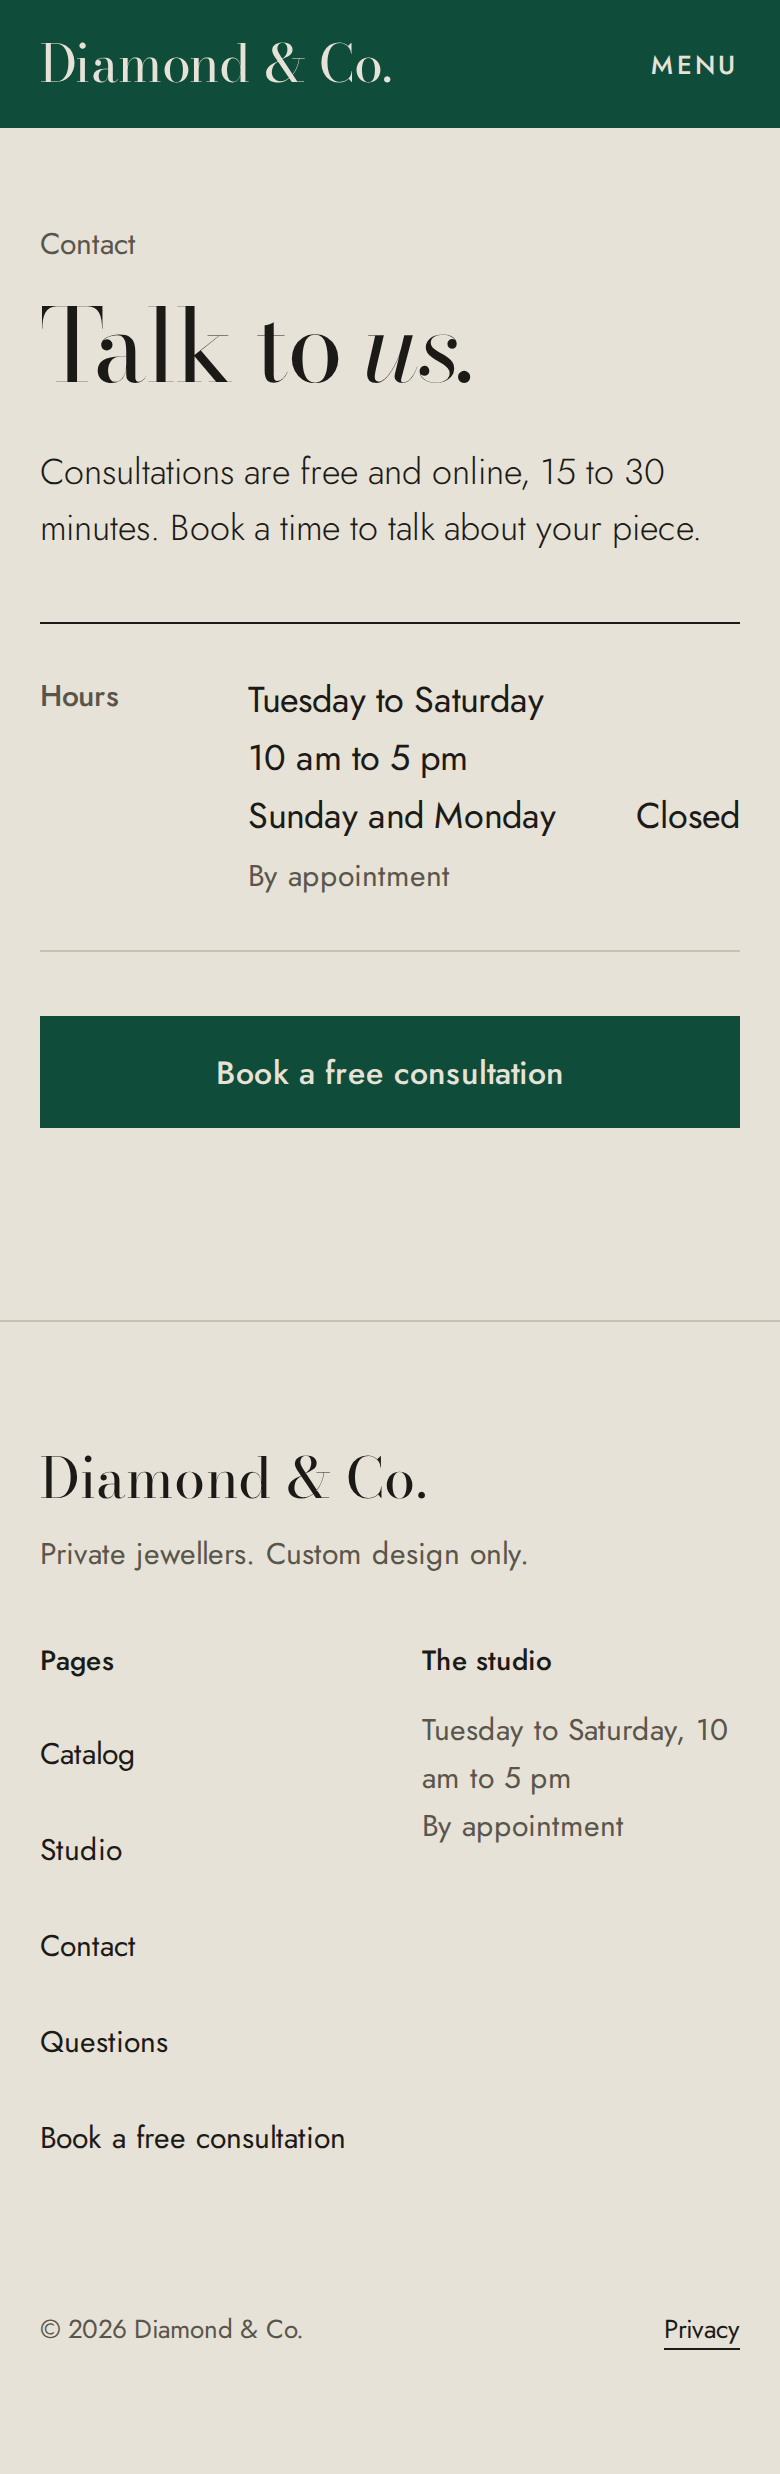 Diamond & Co.
MENU
Contact
Talk to us.
Consultations are free and online, 15 to 30
minutes. Book a time to talk about your piece.
Hours
Tuesday to Saturday
10 am to 5 pm
Sunday and Monday Closed
By appointment
Book a free consultation
Diamond & Co.
Private jewellers. Custom design only.
Pages
Catalog
Studio
Contact
Questions
Book a free consultation
The studio
Tuesday to Saturday, 10
am to 5 pm
By appointment
© 2026 Diamond & Co.
Privacy